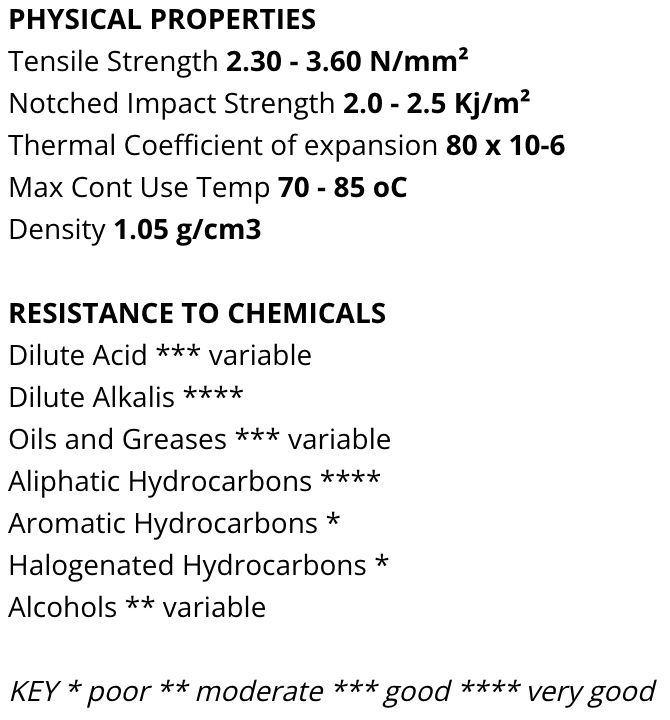 PHYSICAL PROPERTIES
Tensile Strength 2.30 - 3.60 N/mm²
Notched Impact Strength 2.0 - 2.5 Kj/m²
Thermal Coefficient of expansion 80 x 10-6
Max Cont Use Temp 70 - 85 oC
Density 1.05 g/cm3
RESISTANCE TO CHEMICALS
Dilute Acid *** variable
Dilute Alkalis ****
Oils and Greases *** variable
Aliphatic Hydrocarbons ****
Aromatic Hydrocarbons *
Halogenated Hydrocarbons *
Alcohols ** variable
KEY * poor ** moderate *** good **** very good